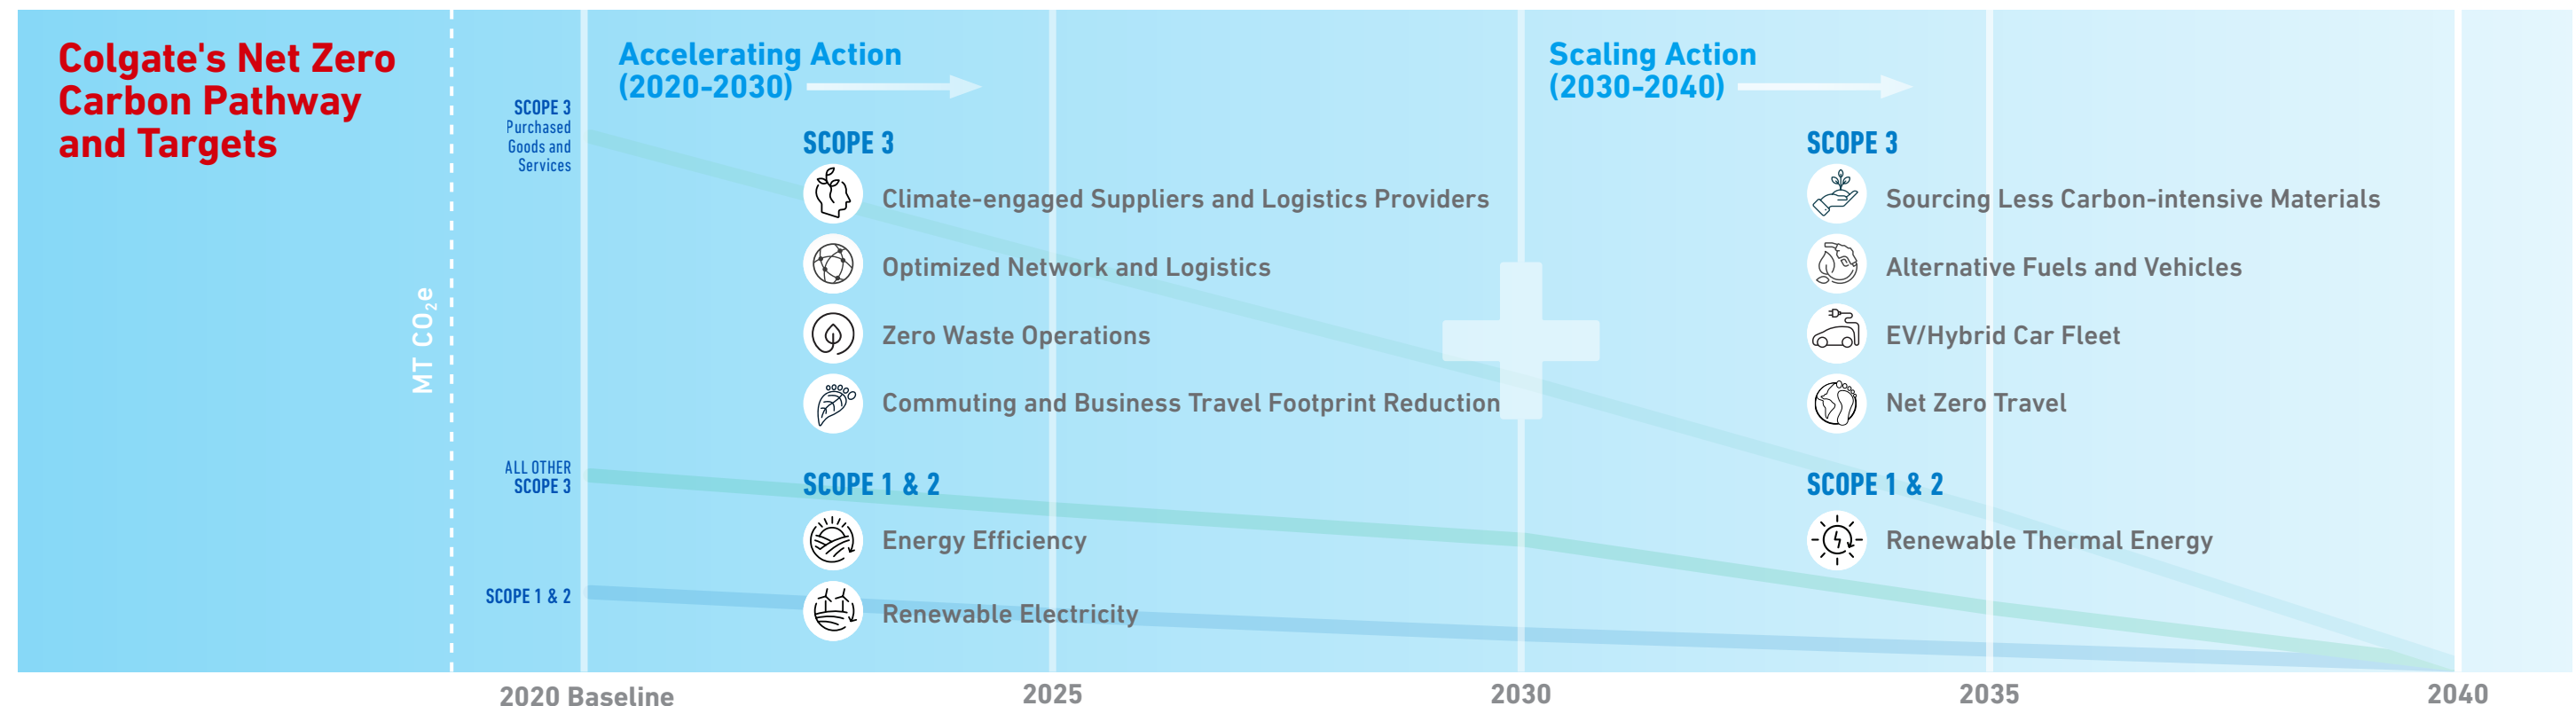 Colgate's Net Zero
Carbon Pathway
and Targets
MT CO₂e
SCOPE 3
Purchased
Goods and
Services
ALL OTHER
SCOPE 3
SCOPE 1 & 2
Accelerating Action
(2020-2030)
SCOPE 3
Climate-engaged Suppliers and Logistics Providers
Optimized Network and Logistics
Zero Waste Operations
Commuting and Business Travel Footprint Reduction
SCOPE 1 & 2
Energy Efficiency
Renewable Electricity
Scaling Action
(2030-2040)
SCOPE 3
Sourcing Less Carbon-intensive Materials
Alternative Fuels and Vehicles
EV/Hybrid Car Fleet
Net Zero Travel
SCOPE 1 & 2
Renewable Thermal Energy
2020 Baseline
2025
2030
2035
2040